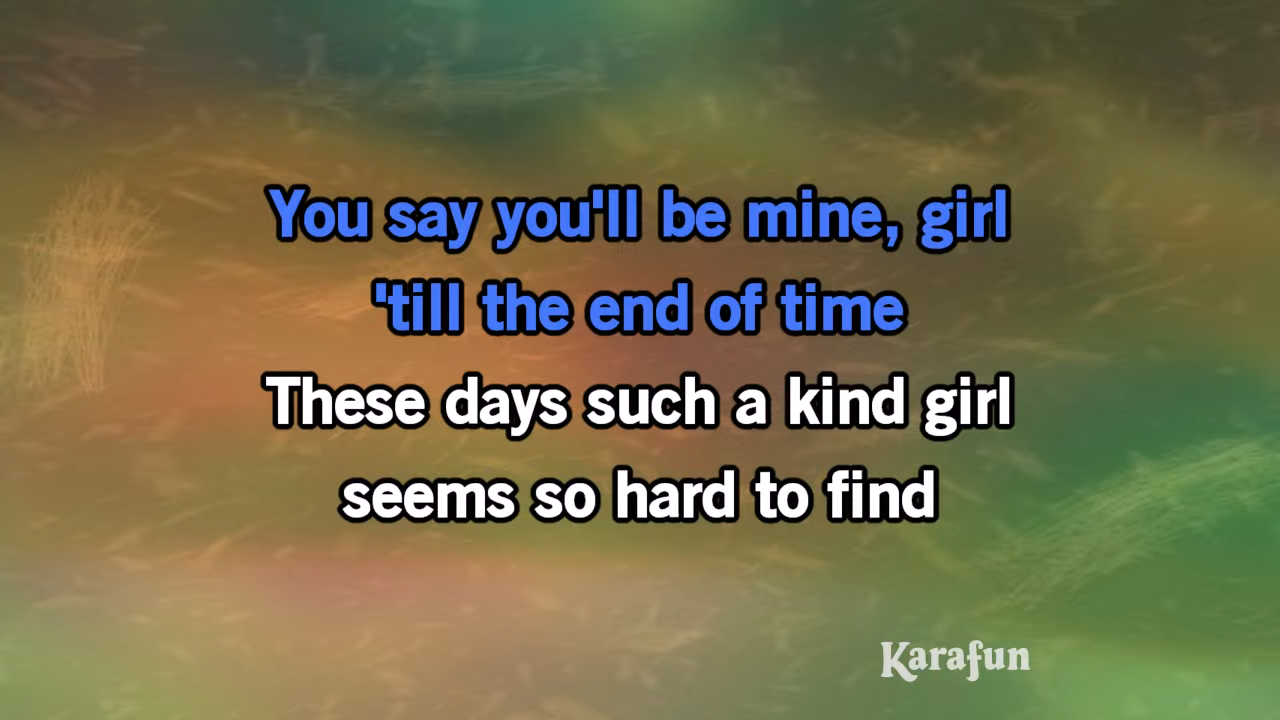 You say you'll be mine, girl
'till the end of time
These days such a kind girl
seems so hard to find
Karafun